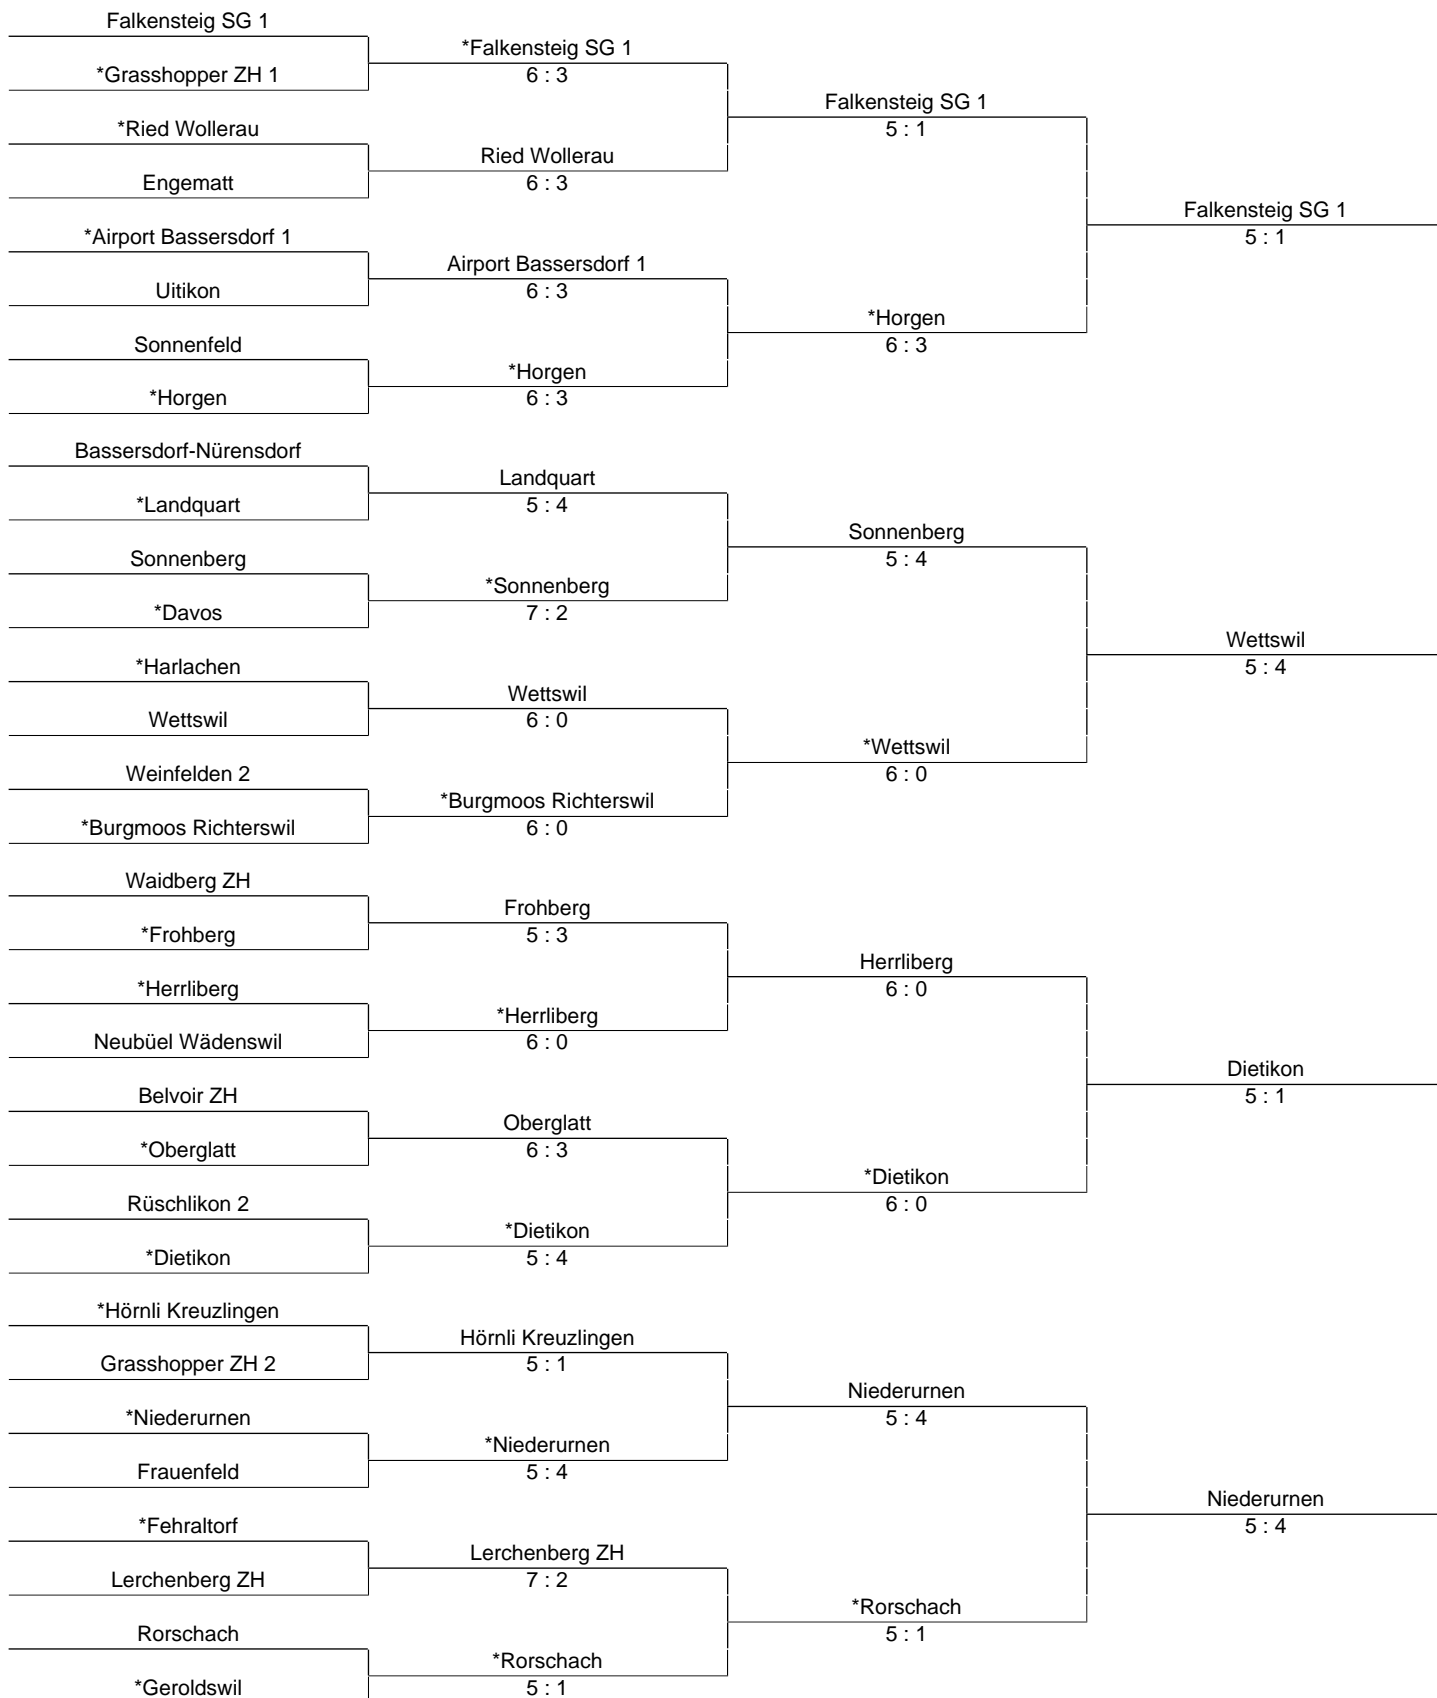 Falkensteig SG 1
*Grasshopper ZH 1
*Ried Wollerau
Engematt
*Airport Bassersdorf 1
Uitikon
Sonnenfeld
*Horgen
Bassersdorf-Nürensdorf
*Landquart
Sonnenberg
*Davos
*Harlachen
Wettswil
Weinfelden 2
*Burgmoos Richterswil
Waidberg ZH
*Frohberg
*Herrliberg
Neubüel Wädenswil
Belvoir ZH
*Oberglatt
Rüschlikon 2
*Dietikon
*Hörnli Kreuzlingen
Grasshopper ZH 2
*Niederurnen
Frauenfeld
*Fehraltorf
Lerchenberg ZH
Rorschach
*Geroldswil
*Falkensteig SG 1
6 : 3
Ried Wollerau
6 : 3
Airport Bassersdorf 1
6 : 3
*Horgen
6 : 3
Landquart
5 : 4
*Sonnenberg
7 : 2
Wettswil
6 : 0
*Burgmoos Richterswil
6 : 0
Frohberg
5 : 3
*Herrliberg
6 : 0
Oberglatt
6 : 3
*Dietikon
5 : 4
Hörnli Kreuzlingen
5 : 1
*Niederurnen
5 : 4
Lerchenberg ZH
7 : 2
*Rorschach
5 : 1
Falkensteig SG 1
5 : 1
*Horgen
6 : 3
Sonnenberg
5 : 4
*Wettswil
6 : 0
Herrliberg
6 : 0
*Dietikon
6 : 0
Niederurnen
5 : 4
*Rorschach
5 : 1
Falkensteig SG 1
5 : 1
Wettswil
5 : 4
Dietikon
5 : 1
Niederurnen
5 : 4